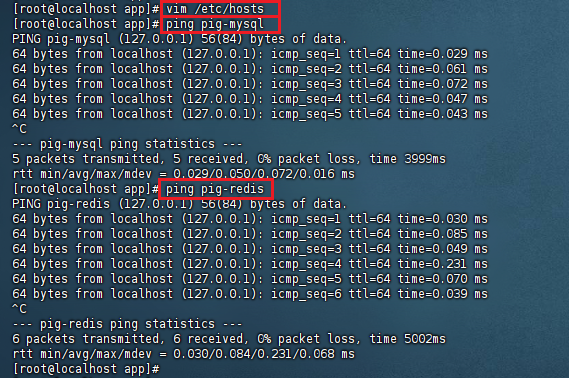 [root@localhost app]# vim /etc/hosts
[root@localhost app]# ping pig-mysql
PING pig-mysql (127.0.0.1) 56(84) bytes of data.
64 bytes from localhost (127.0.0.1): icmp_seq=1 ttl=64 time=0.029 ms
64 bytes from localhost (127.0.0.1): icmp_seq=2 ttl=64 time=0.061 ms
64 bytes from localhost (127.0.0.1): icmp_seq=3 ttl=64 time=0.072 ms
64 bytes from localhost (127.0.0.1): icmp_seq=4 ttl=64 time=0.047 ms
64 bytes from localhost (127.0.0.1): icmp_seq=5 ttl=64 time=0.043 ms
^C
--- pig-mysql ping statistics ---
5 packets transmitted, 5 received, 0% packet loss, time 3999ms
rtt min/avg/max/mdev = 0.029/0.050/0.072/0.016 ms
[root@localhost app]# ping pig-redis
PING pig-redis (127.0.0.1) 56(84) bytes of data.
64 bytes from localhost (127.0.0.1): icmp_seq=1 ttl=64 time=0.030 ms
64 bytes from localhost (127.0.0.1): icmp_seq=2 ttl=64 time=0.085 ms
64 bytes from localhost (127.0.0.1): icmp_seq=3 ttl=64 time=0.049 ms
64 bytes from localhost (127.0.0.1): icmp_seq=4 ttl=64 time=0.231 ms
64 bytes from localhost (127.0.0.1): icmp_seq=5 ttl=64 time=0.070 ms
64 bytes from localhost (127.0.0.1): icmp_seq=6 ttl=64 time=0.039 ms
^C
--- pig-redis ping statistics ---
6 packets transmitted, 6 received, 0% packet loss, time 5002ms
rtt min/avg/max/mdev = 0.030/0.084/0.231/0.068 ms
[root@localhost app]#